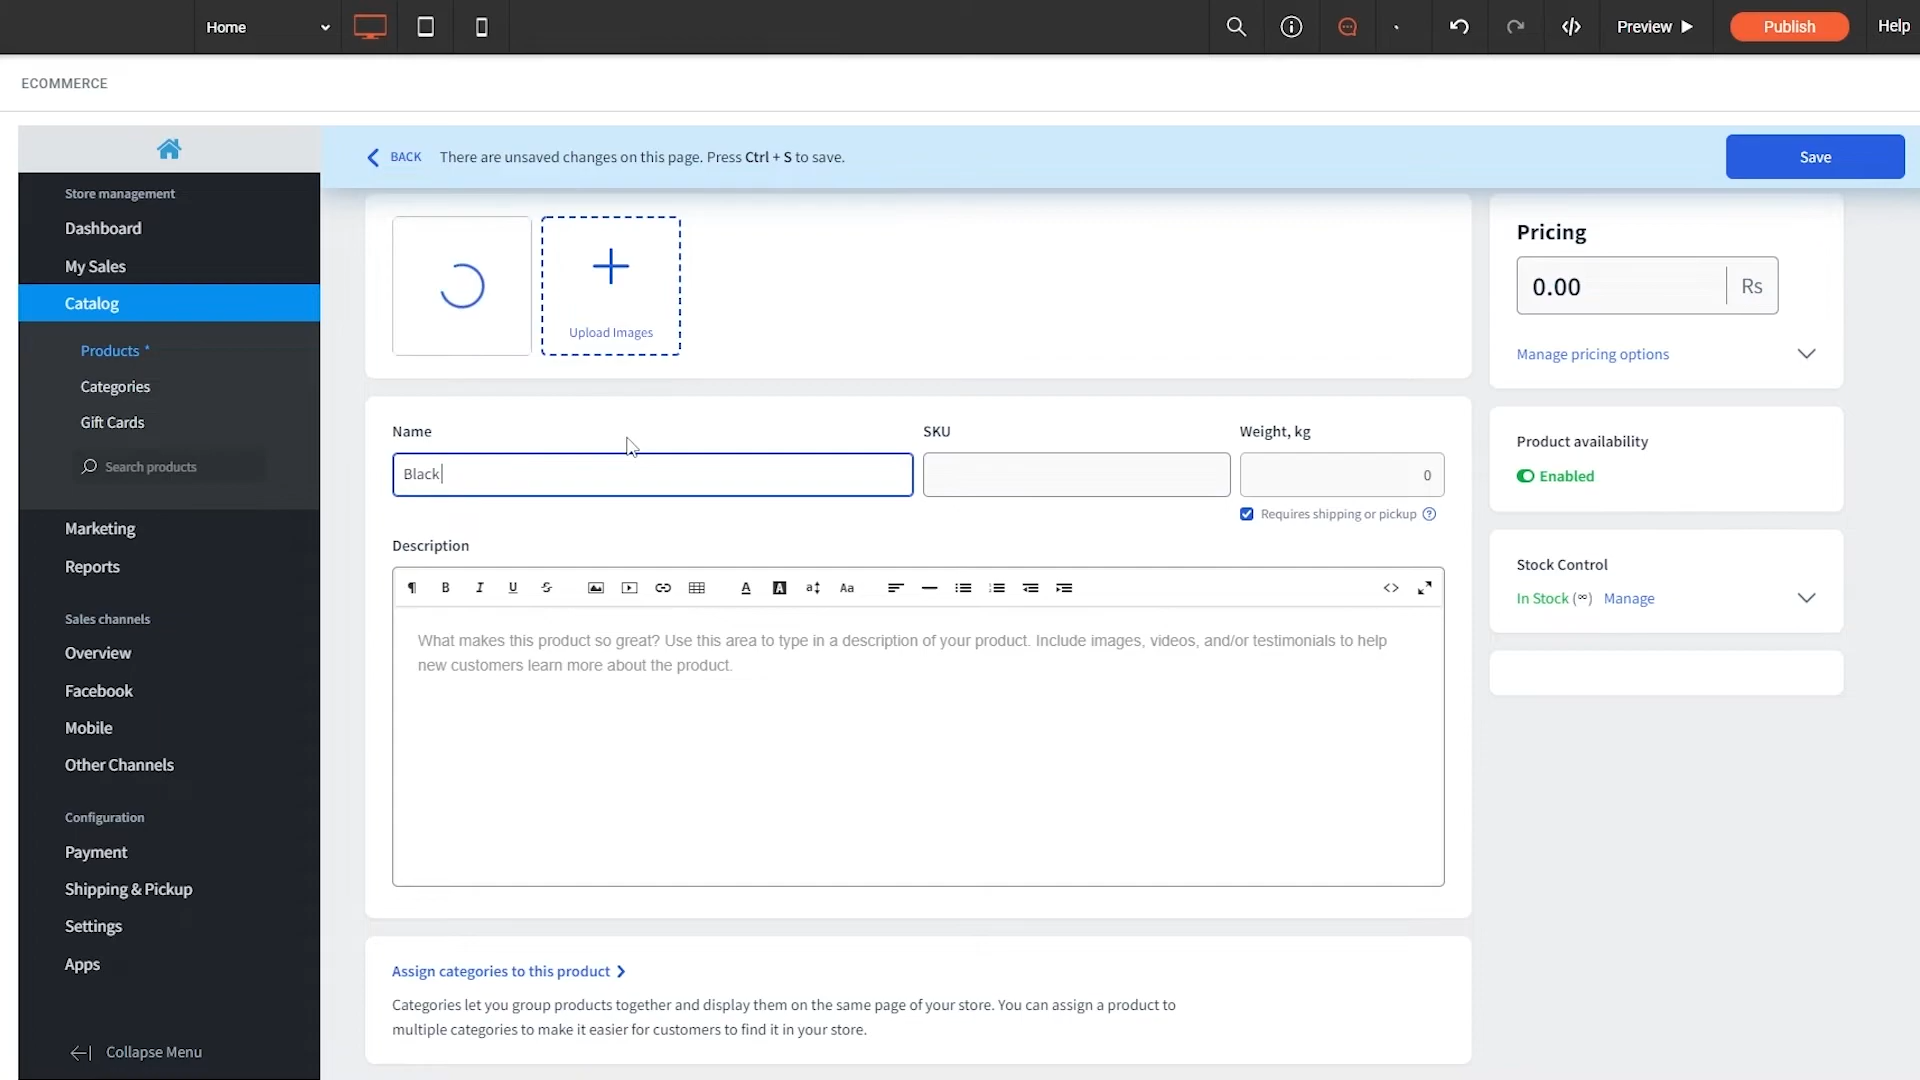 Home
Preview
Publish
Help
ECOMMERCE
BACK
There are unsaved changes on this page. Press Ctrl + S to save.
Save
Store management
Dashboard
My Sales
Catalog
Products *
Categories
Gift Cards
Search products
Marketing
Reports
Sales channels
Overview
Facebook
Mobile
Other Channels
Configuration
Payment
Shipping & Pickup
Settings
Apps
Collapse Menu
Upload Images
Name
SKU
Weight, kg
Black
0
Requires shipping or pickup
Description
What makes this product so great? Use this area to type in a description of your product. Include images, videos, and/or testimonials to help
new customers learn more about the product.
Assign categories to this product
Categories let you group products together and display them on the same page of your store. You can assign a product to
multiple categories to make it easier for customers to find it in your store.
Pricing
0.00 Rs
Manage pricing options
Product availability
Enabled
Stock Control
In Stock (∞) Manage